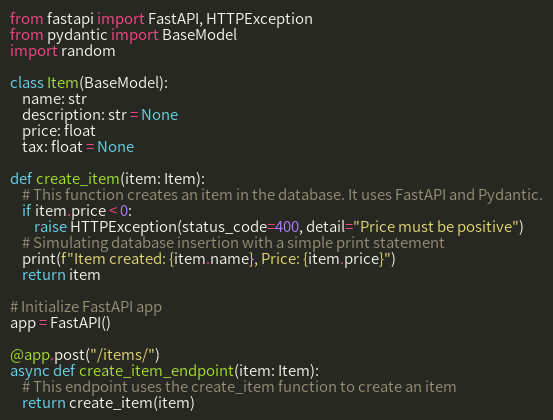 from fastapi import FastAPI, HTTPException
from pydantic import BaseModel
import random

class Item(BaseModel):
    name: str
    description: str = None
    price: float
    tax: float = None

def create_item(item: Item):
    # This function creates an item in the database. It uses FastAPI and Pydantic.
    if item.price < 0:
        raise HTTPException(status_code=400, detail="Price must be positive")
    # Simulating database insertion with a simple print statement
    print(f"Item created: {item.name}, Price: {item.price}")
    return item

# Initialize FastAPI app
app = FastAPI()

@app.post("/items/")
async def create_item_endpoint(item: Item):
    # This endpoint uses the create_item function to create an item
    return create_item(item)